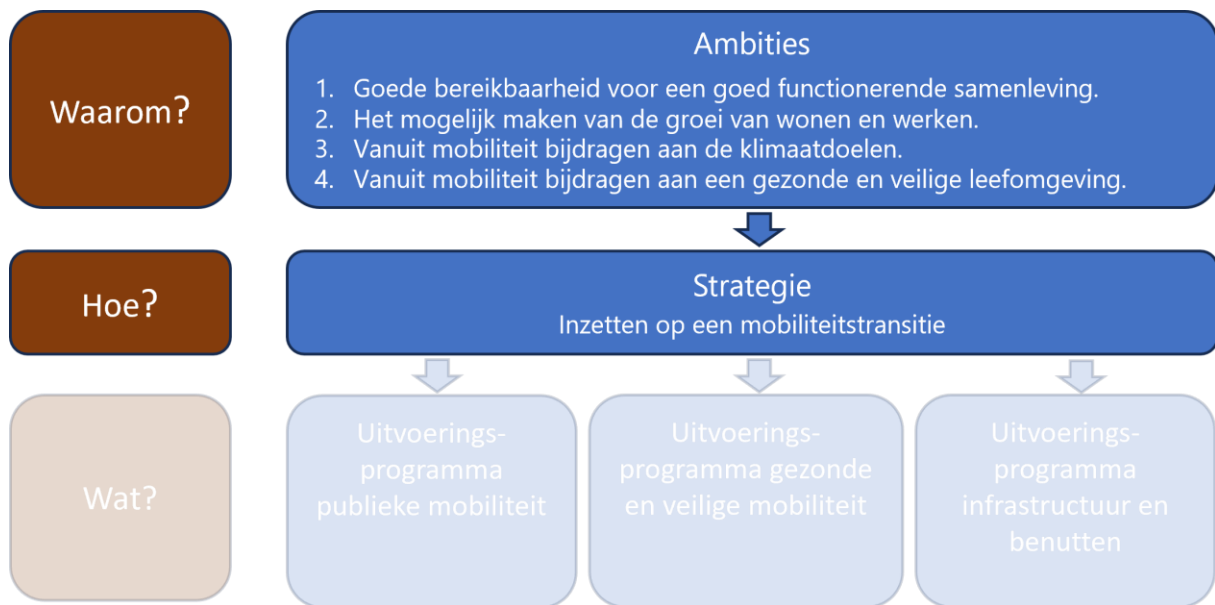 Waarom?
Ambities
1. Goede bereikbaarheid voor een goed functionerende samenleving.
2. Het mogelijk maken van de groei van wonen en werken.
3. Vanuit mobiliteit bijdragen aan de klimaatdoelen.
4. Vanuit mobiliteit bijdragen aan een gezonde en veilige leefomgeving.
Hoe?
Strategie
Inzetten op een mobiliteitstransitie
Wat?
Uitvoerings-
programma
publieke mobiliteit
Uitvoerings-
programma gezonde
en veilige mobiliteit
Uitvoerings-
programma
infrastructuur en
benutten